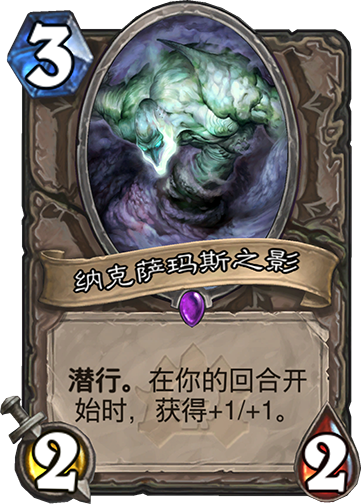 3
纳克萨玛斯之影
潜行。在你的回合开
始时，获得+1/+1。
2
2